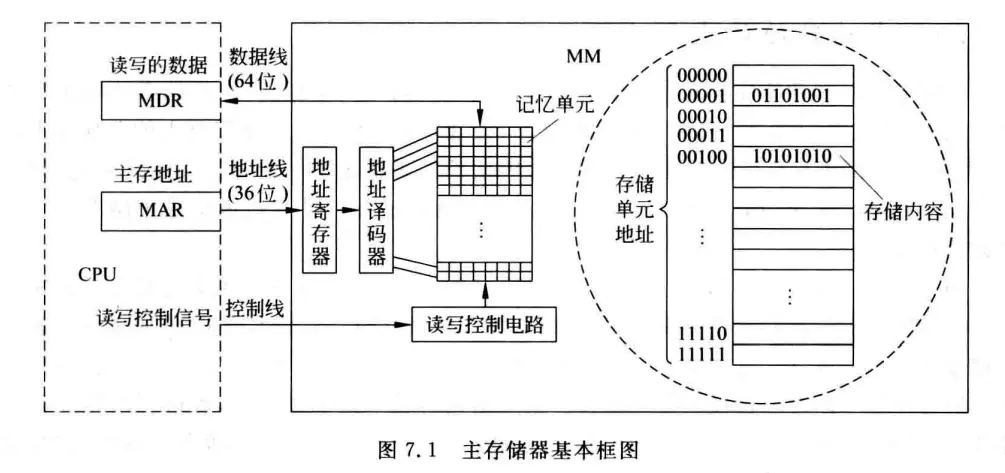 读写的数据
MDR
数据线
(64位)
主存地址
MAR
地址线
(36位)
CPU
读写控制信号
控制线
地址寄存器
地址译码器
记忆单元
⋮
读写控制电路
MM
存储
单元
地址
00000
00001 01101001
00010
00011
00100 10101010
⋮
⋮
11110
11111
存储内容
图 7.1 主存储器基本框图